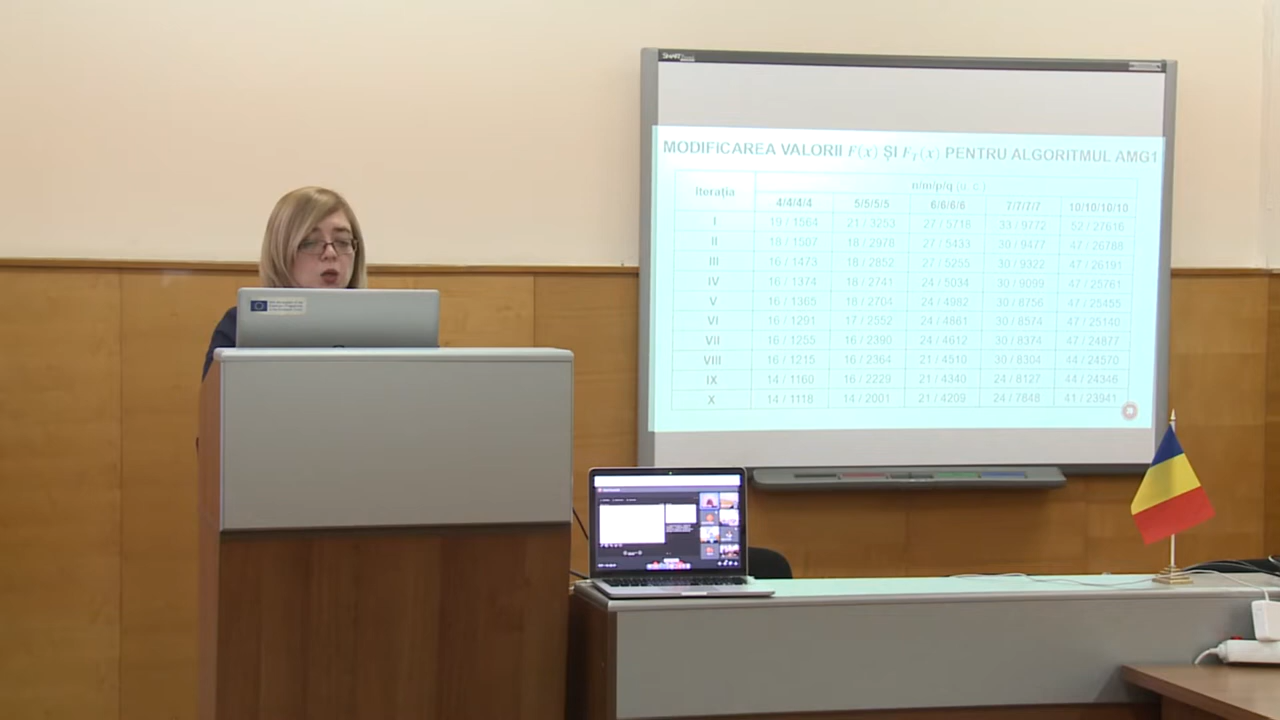 SMART
MODIFICAREA VALORII F(x) ȘI F_T(x) PENTRU ALGORITMUL AMG1
Iterația n/m/p/q (u. c.)
4/4/4/4 5/5/5/5 6/6/6/6 7/7/7/7 10/10/10/10
I 19 / 1564 21 / 3253 27 / 5718 33 / 9772 52 / 27616
II 18 / 1507 18 / 2978 27 / 5433 30 / 9477 47 / 26788
III 16 / 1473 18 / 2852 27 / 5255 30 / 9322 47 / 26191
IV 16 / 1374 18 / 2741 24 / 5034 30 / 9099 47 / 25761
16 / 1365 18 / 2704 30 / 8756 47 / 25455
VI 16 / 1291 17 / 2552 24 / 4861 30 / 8574 47 / 25140
VII 16 / 1255 16 / 2390 24 / 4612 30 / 8374 47 / 24877
VIII 16 / 1215 16 / 2364 21 / 4510 30 / 8304 44 / 24570
IX 14 / 1160 16 / 2229 21 / 4340 24 / 8127 44 / 24346
X 14 / 1118 14 / 2001 21 / 4209 24 / 7848 41 / 23941